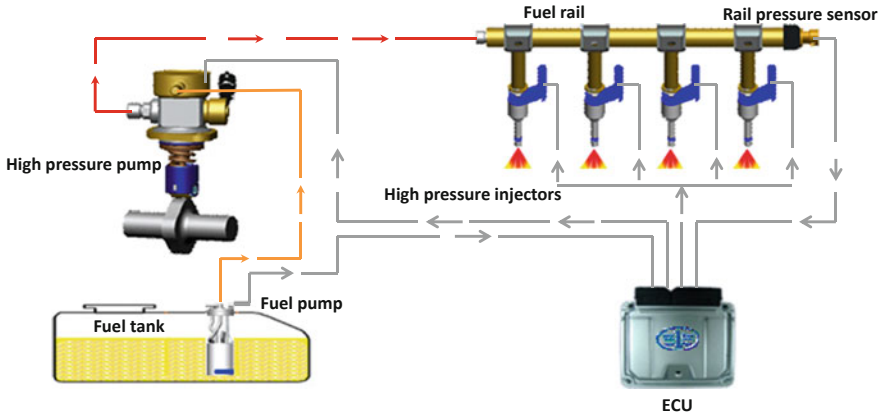 Fuel rail
Rail pressure sensor
High pressure pump
High pressure injectors
Fuel pump
Fuel tank
ECU